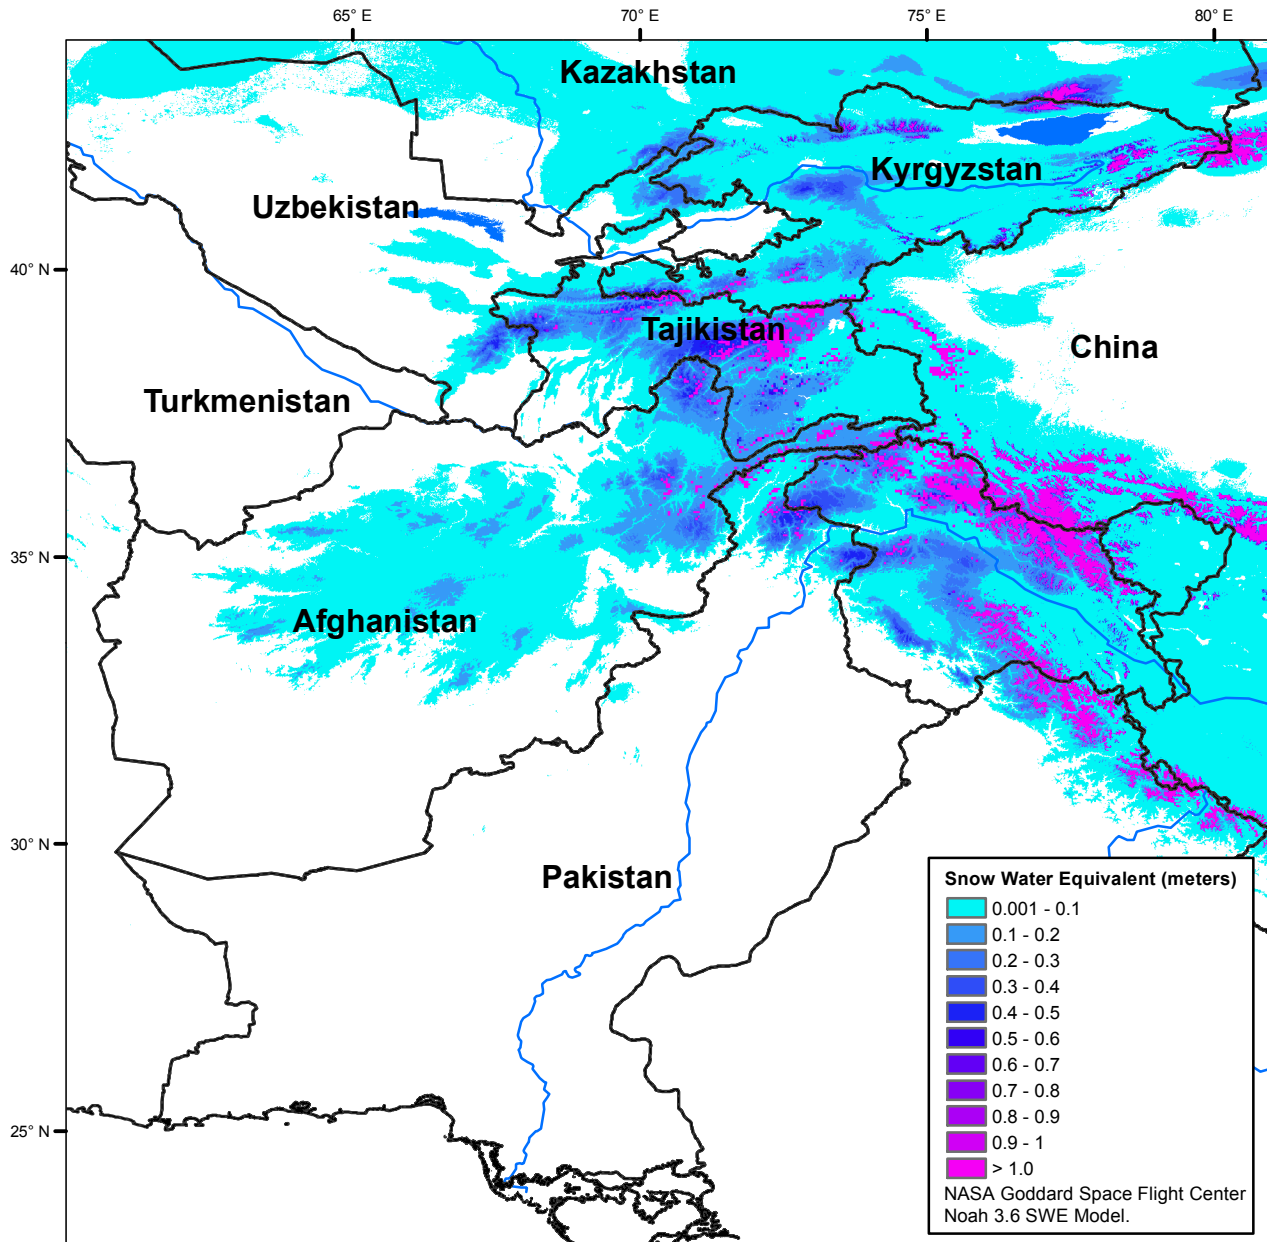 65° E
70° E
75° E
80° E
Kazakhstan
Kyrgyzstan
Uzbekistan
40° N
Tajikistan
China
Turkmenistan
35° N
Afghanistan
30° N
Pakistan
Snow Water Equivalent (meters)
0.001 - 0.1
0.1 - 0.2
0.2 - 0.3
0.3 - 0.4
0.4 - 0.5
0.5 - 0.6
0.6 - 0.7
0.7 - 0.8
0.8 - 0.9
0.9 - 1
> 1.0
NASA Goddard Space Flight Center
Noah 3.6 SWE Model.
25° N